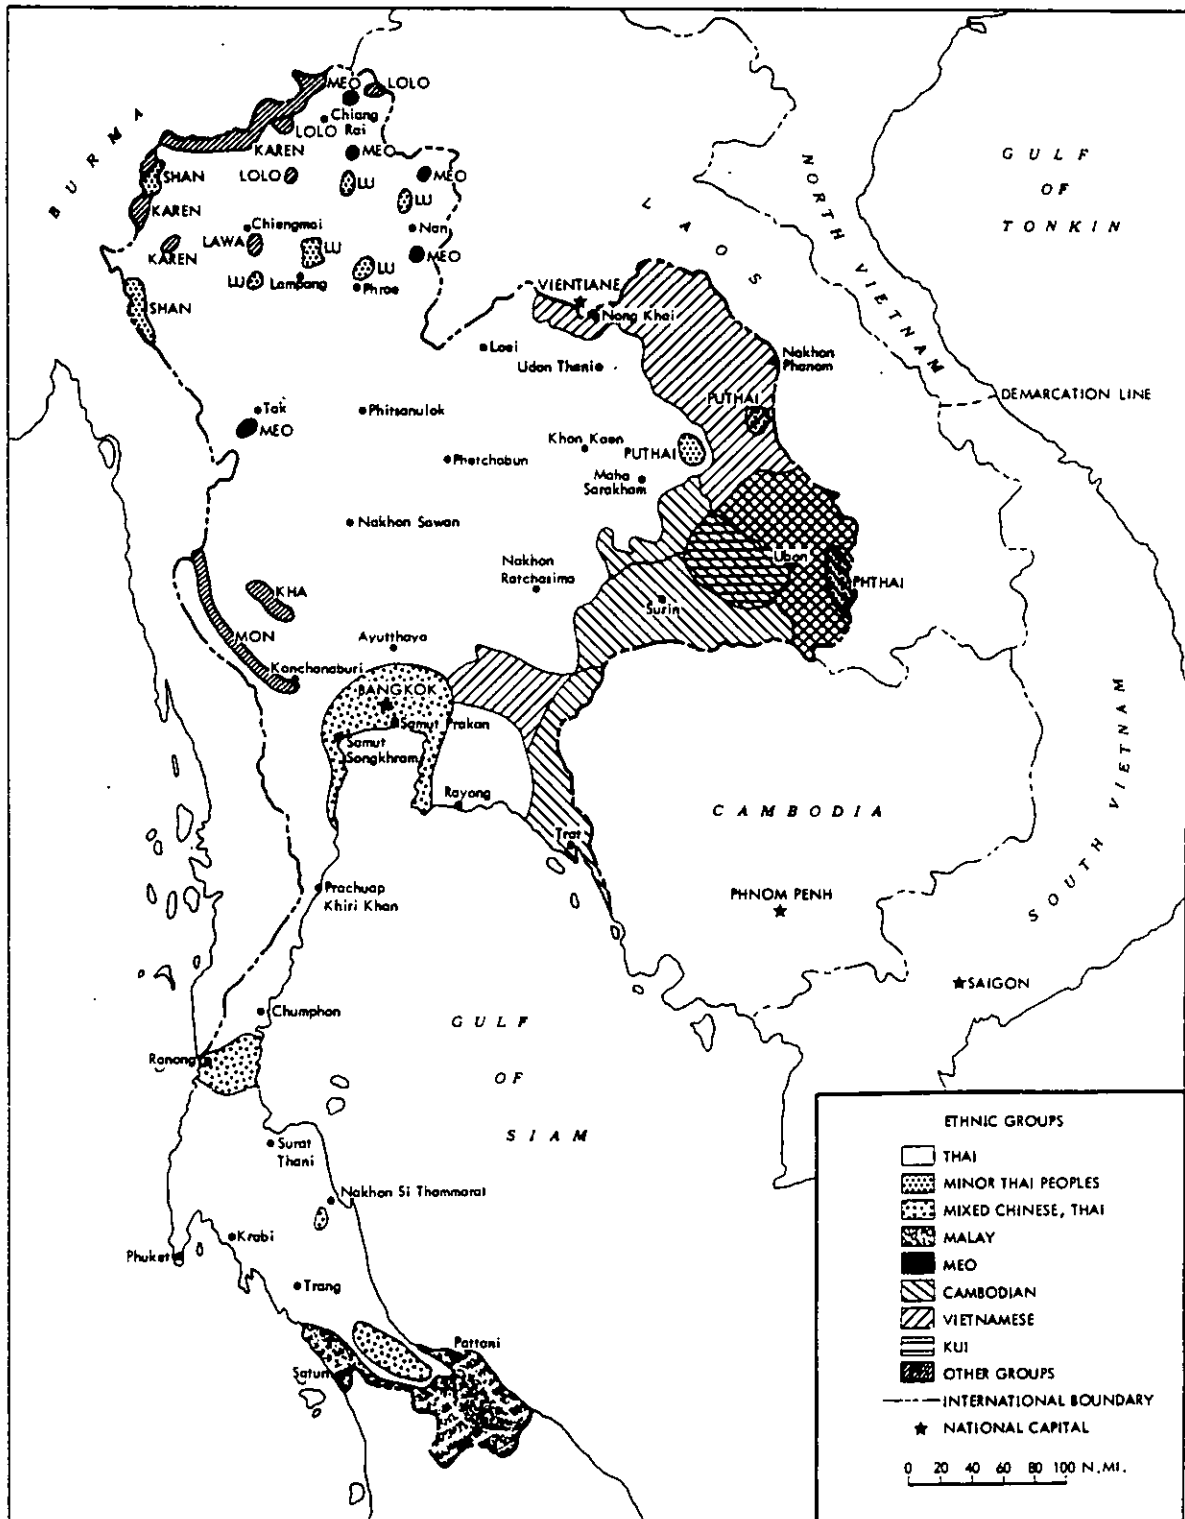 MEO
LOLO
Chiang
Rai
LOLO
KAREN
MEO
BURMA
SHAN
LOLO
LU
MEO
KAREN
LU
Chiengmai
Nan
LAWA
LU
KAREN
MEO
LU
LU
Lampang
Phrae
SHAN
GULF
OF
TONKIN
NORTH VIETNAM
LAOS
VIENTIANE
Nong Khai
Loei
Udon Thani
Nakhon
Phanom
DEMARCATION LINE
Tak
MEO
Phitsanulok
PUTHAI
Khon Kaen
PUTHAI
Phetchabun
Maha
Sarakham
Nakhon Sawan
Ubon
Nakhon
Ratchasima
PHTHAI
KHA
Surin
MON
Ayutthaya
Kanchanaburi
BANGKOK
Samut Prakan
Samut
Songkhram
Rayong
Trat
CAMBODIA
SOUTH VIETNAM
Prachuap
Khiri Khan
PHNOM PENH
SAIGON
Chumphon
GULF
OF
SIAM
Ranong
Surat
Thani
Nakhon Si Thammarat
Krabi
Phuket
Trang
Pattani
Satun
ETHNIC GROUPS
THAI
MINOR THAI PEOPLES
MIXED CHINESE, THAI
MALAY
MEO
CAMBODIAN
VIETNAMESE
KUI
OTHER GROUPS
INTERNATIONAL BOUNDARY
NATIONAL CAPITAL
0 20 40 60 80 100 N.MI.